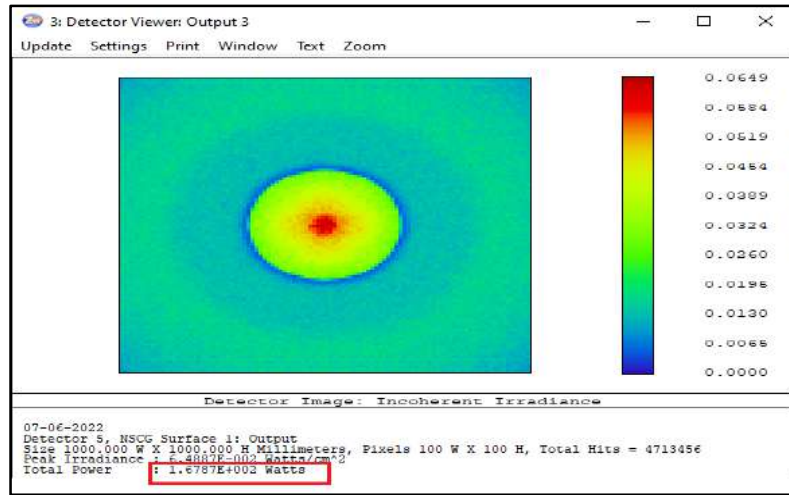 3: Detector Viewer: Output 3
Update Settings Print Window Text Zoom
0.0649
0.0584
0.0519
0.0454
0.0389
0.0324
0.0260
0.0195
0.0130
0.0065
0.0000
Detector Image: Incoherent Irradiance
07-06-2022
Detector 5, NSCG Surface 1: Output
Size 1000.000 W X 1000.000 H Millimeters, Pixels 100 W X 100 H, Total Hits = 4713456
Peak Irradiance : 6.4887E-002 Watts/cm^2
Total Power : 1.6787E+002 Watts